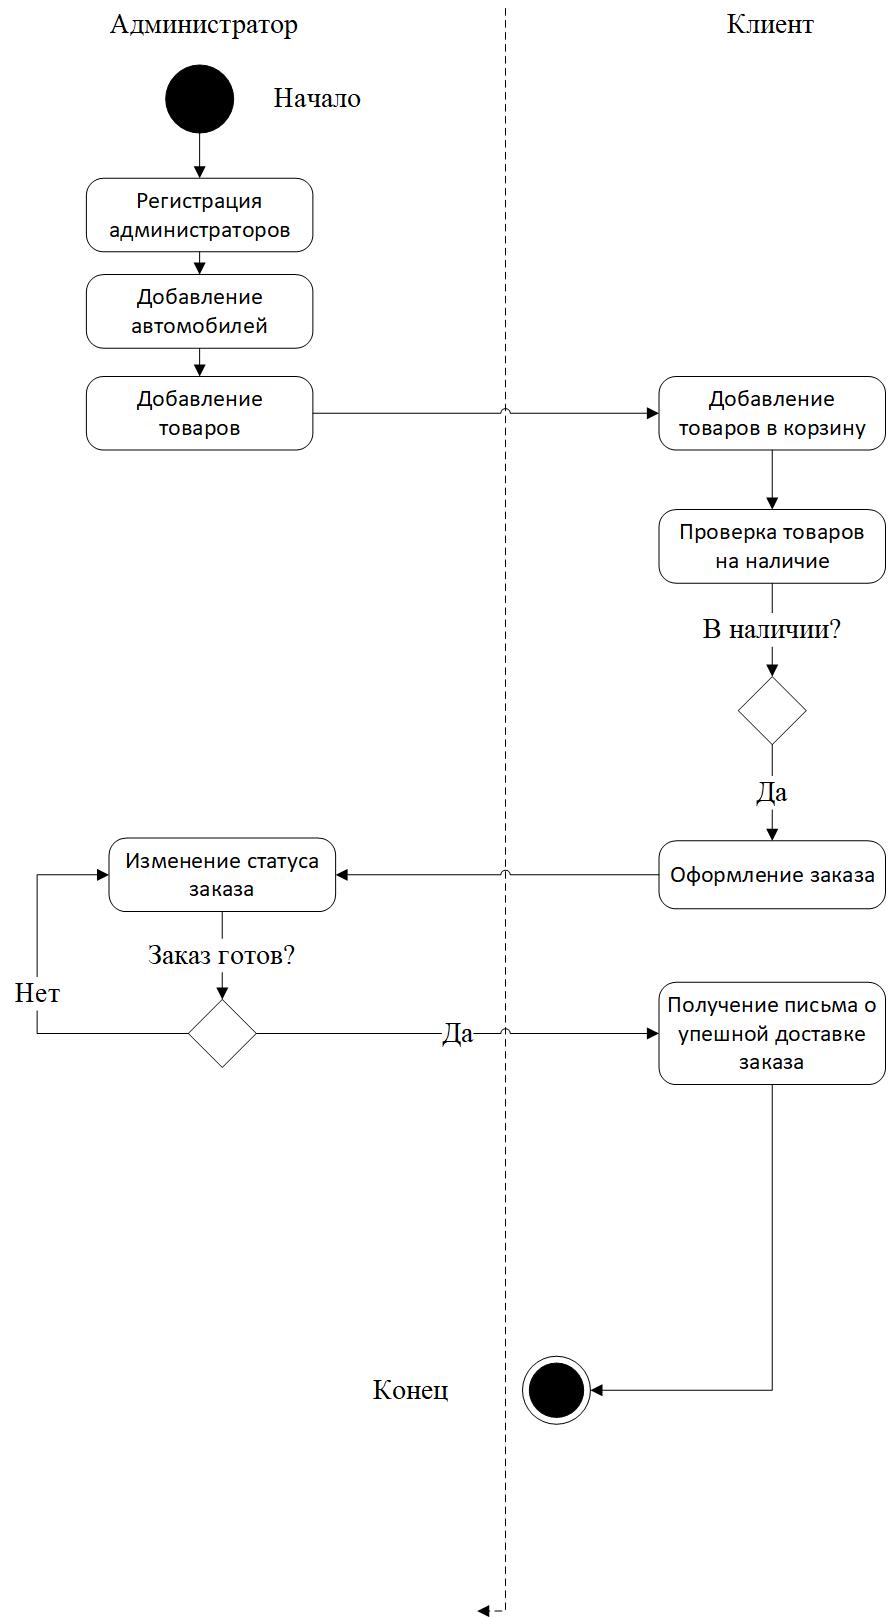 Администратор
Клиент
Начало
Регистрация
администраторов
Добавление
автомобилей
Добавление
товаров
Добавление
товаров в корзину
Проверка товаров
на наличие
В наличии?
Да
Изменение статуса
заказа
Оформление заказа
Заказ готов?
Нет
Да
Получение письма о
упешной доставке
заказа
Конец